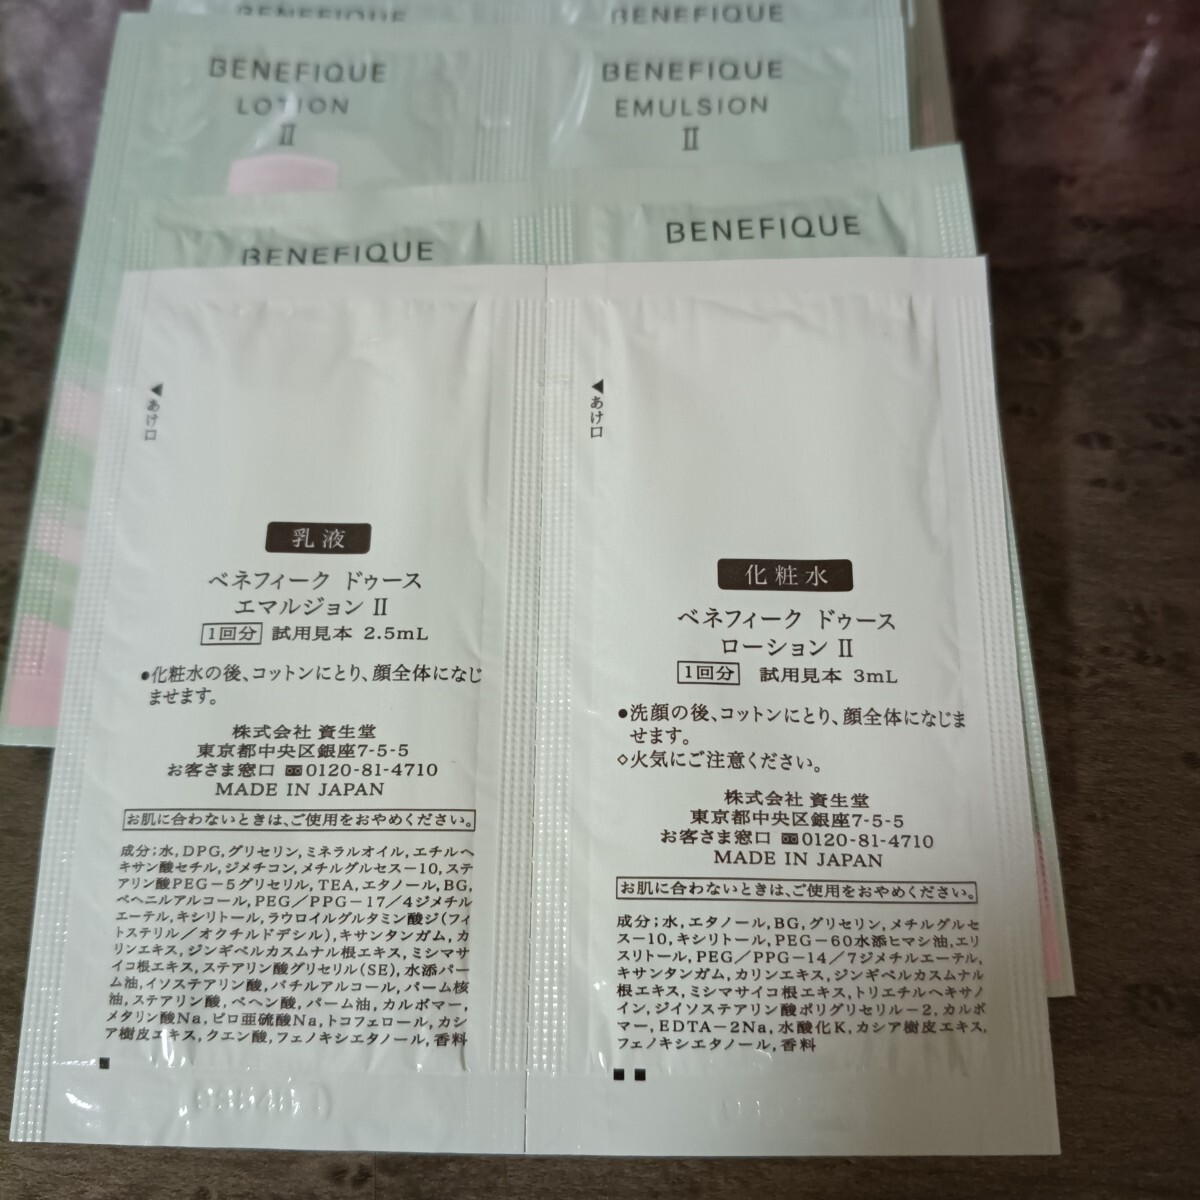 BENEFIQUE
BENEFIQUE
BENEFIQUE
LOTION
II
BENEFIQUE
EMULSION
II
BENEFIQUE
BENEFIQUE
◀あけ口
乳液
ベネフィーク ドゥース
エマルジョン II
1回分 試用見本 2.5mL
●化粧水の後、コットンにとり、顔全体になじ
ませます。
株式会社 資生堂
東京都中央区銀座7-5-5
お客さま窓口 0120-81-4710
MADE IN JAPAN
お肌に合わないときは、ご使用をおやめください。
成分;水,DPG,グリセリン,ミネラルオイル,エチルヘ
キサン酸セチル,ジメチコン,メチルグルセス-10,ステ
アリン酸PEG-5グリセリル,TEA,エタノール,BG,
ベヘニルアルコール,PEG/PPG-17/4ジメチル
エーテル,キシリトール,ラウロイルグルタミン酸ジ(フィ
トステリル/オクチルドデシル),キサンタンガム,カ
リンエキス,ジンギベルカスムナル根エキス,ミシマサ
イコ根エキス,ステアリン酸グリセリル(SE),水添パー
ム油,イソステアリン酸,バチルアルコール,パーム核
油,ステアリン酸,ベヘン酸,パーム油,カルボマー,
メタリン酸Na,ピロ亜硫酸Na,トコフェロール,カシ
ア樹皮エキス,クエン酸,フェノキシエタノール,香料
◀あけ口
化粧水
ベネフィーク ドゥース
ローション II
1回分 試用見本 3mL
●洗顔の後、コットンにとり、顔全体になじま
せます。
◇火気にご注意ください。
株式会社 資生堂
東京都中央区銀座7-5-5
お客さま窓口 0120-81-4710
MADE IN JAPAN
お肌に合わないときは、ご使用をおやめください。
成分;水,エタノール,BG,グリセリン,メチルグルセ
ス-10,キシリトール,PEG-60水添ヒマシ油,エリ
スリトール,PEG/PPG-14/7ジメチルエーテル,
キサンタンガム,カリンエキス,ジンギベルカスムナル
根エキス,ミシマサイコ根エキス,トリエチルヘキサノ
イン,ジイソステアリン酸ポリグリセリル-2,カルボ
マー,EDTA-2Na,水酸化K,カシア樹皮エキス,
フェノキシエタノール,香料